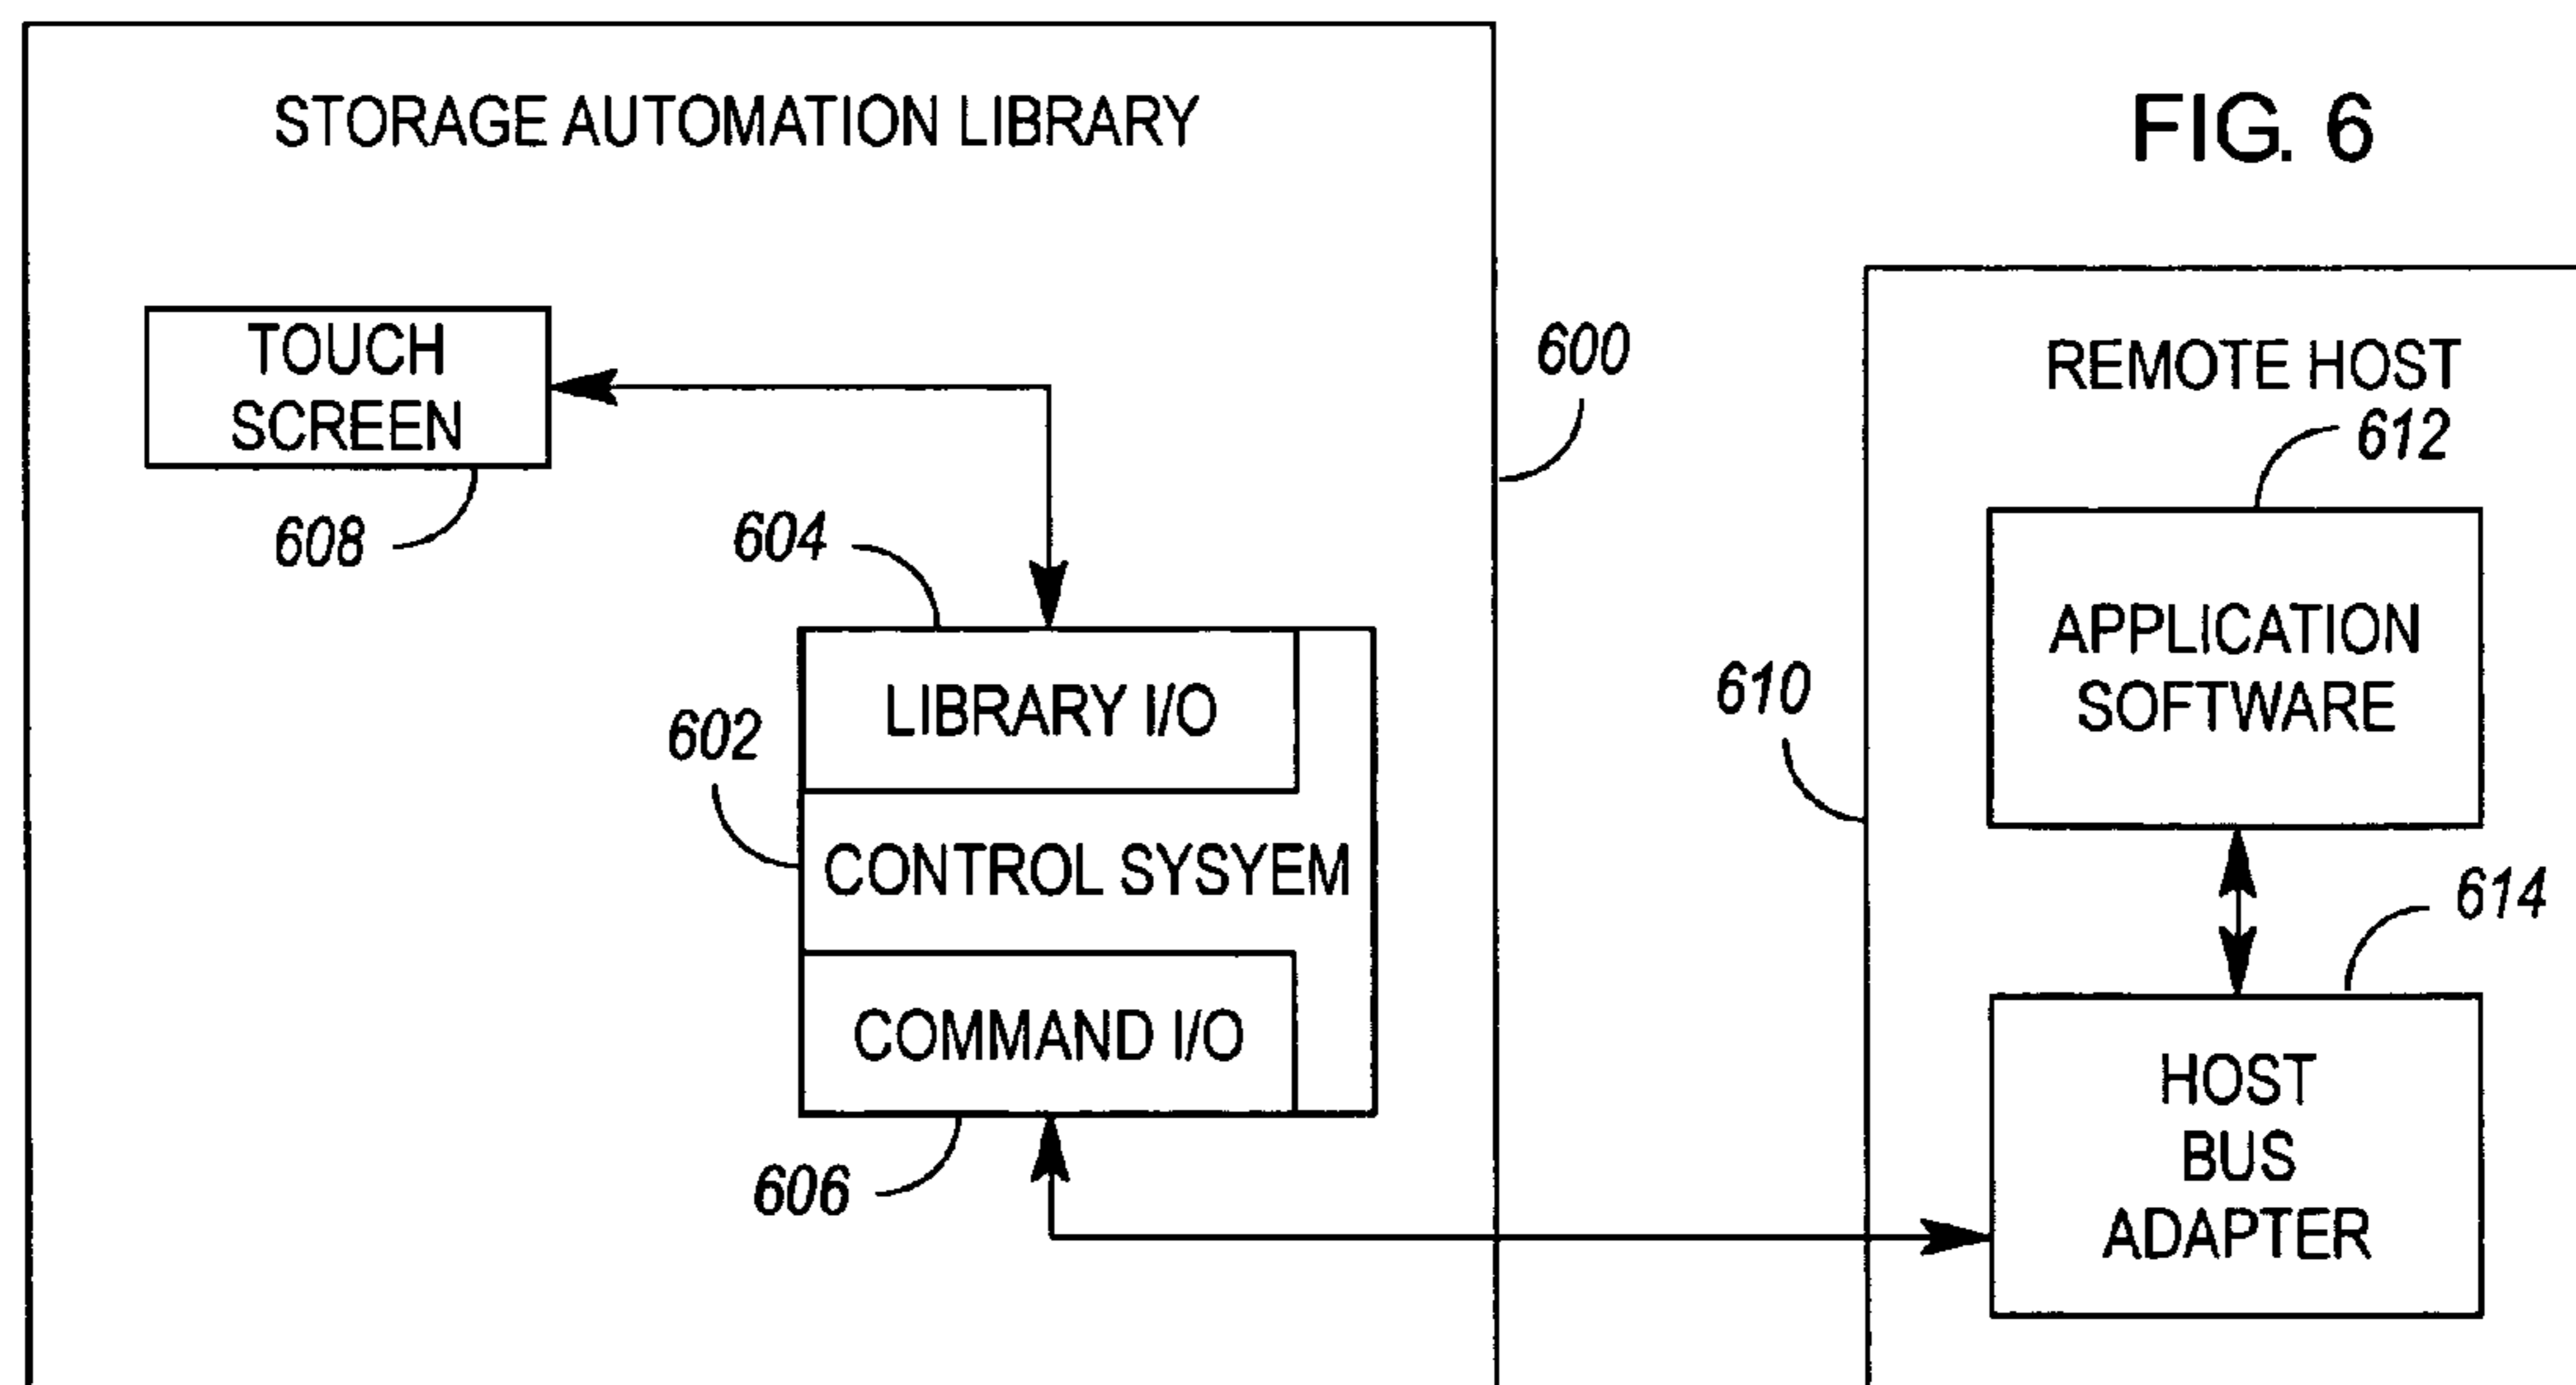 STORAGE AUTOMATION LIBRARY
FIG. 6
TOUCH
SCREEN
608
604
602
LIBRARY I/O
CONTROL SYSYEM
COMMAND I/O
606
600
610
REMOTE HOST
612
APPLICATION
SOFTWARE
614
HOST
BUS
ADAPTER